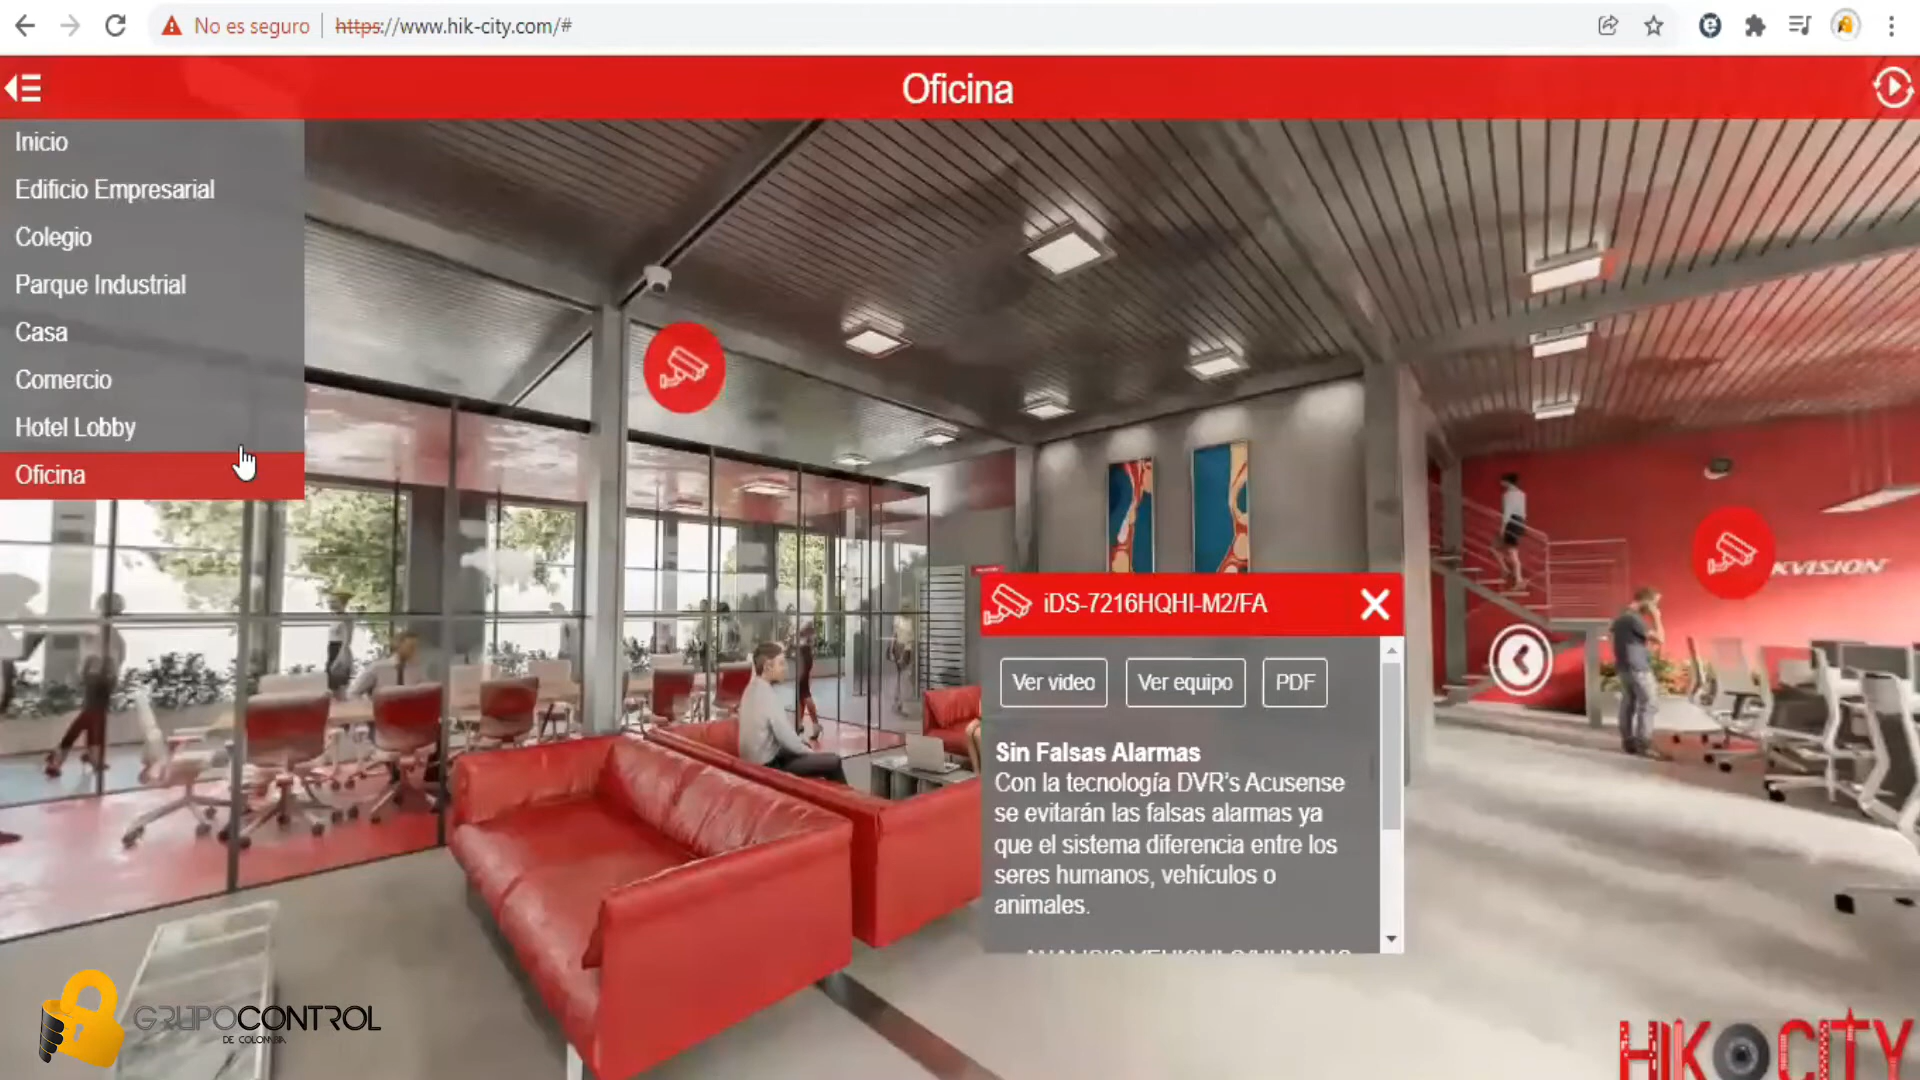 No es seguro
https://www.hik-city.com/#
Oficina
Inicio
Edificio Empresarial
Colegio
Parque Industrial
Casa
Comercio
Hotel Lobby
Oficina
KVISION
iDS-7216HQHI-M2/FA
Ver video
Ver equipo
PDF
Sin Falsas Alarmas
Con la tecnología DVR's Acusense
se evitarán las falsas alarmas ya
que el sistema diferencia entre los
seres humanos, vehículos o
animales.
GRUPOCONTROL
DE COLOMBIA
HIK CITY